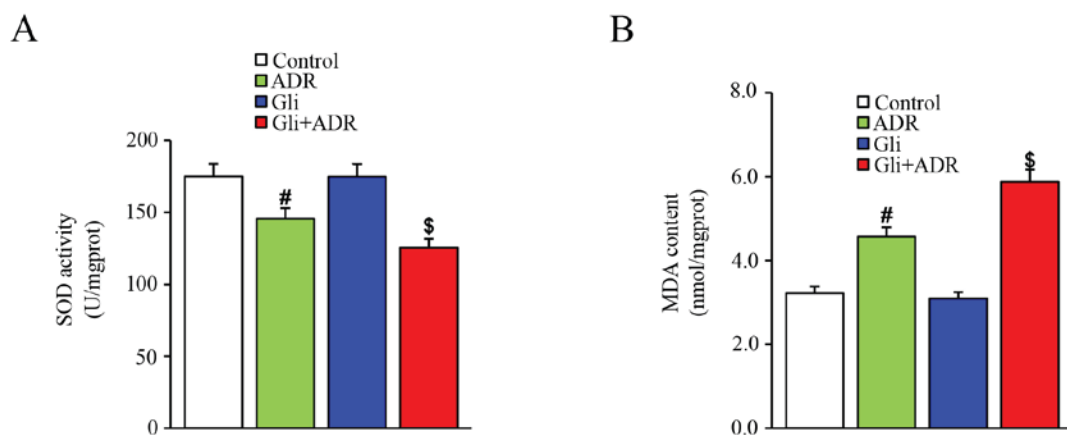 A
Control
ADR
Gli
Gli+ADR
200
150
100
50
0
SOD activity
(U/mgprot)
#
$
B
Control
ADR
Gli
Gli+ADR
8.0
6.0
4.0
2.0
0.0
MDA content
(nmol/mgprot)
#
$